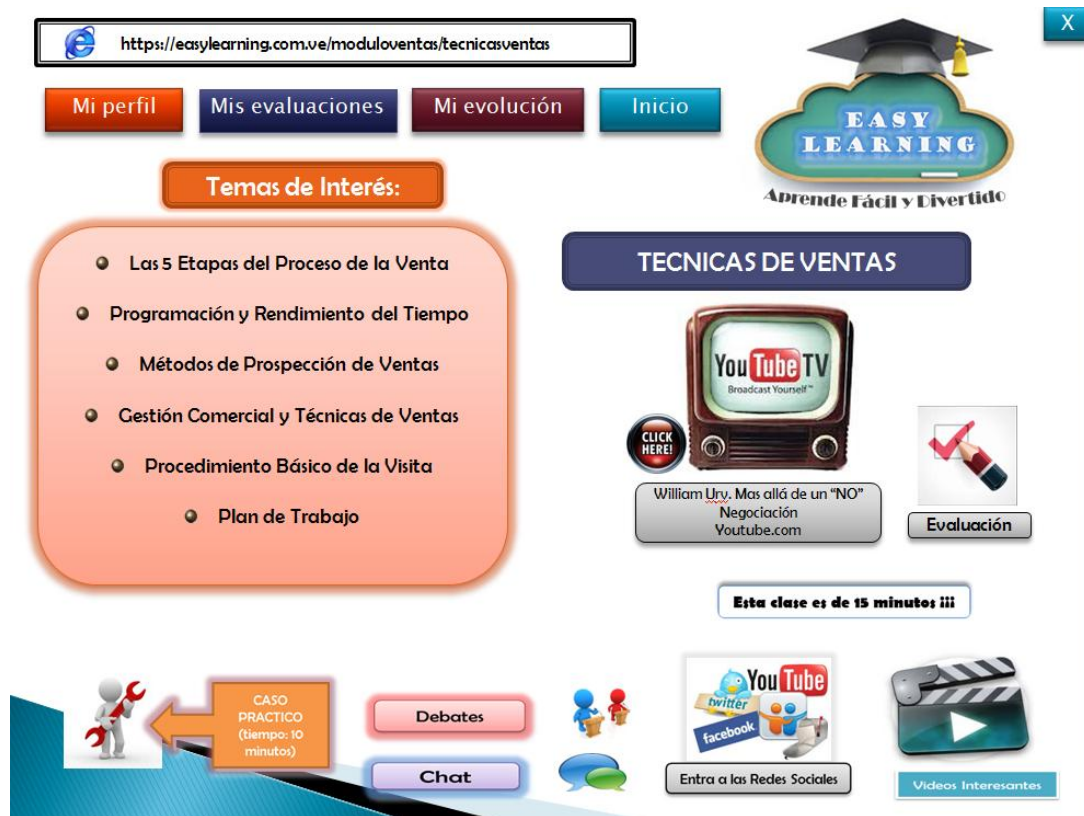 https://easylearning.com.ve/moduloventas/tecnicasventas
X
Mi perfil
Mis evaluaciones
Mi evolución
Inicio
EASY
LEARNING
Aprende Fácil y Divertido
Temas de Interés:
Las 5 Etapas del Proceso de la Venta
Programación y Rendimiento del Tiempo
Métodos de Prospección de Ventas
Gestión Comercial y Técnicas de Ventas
Procedimiento Básico de la Visita
Plan de Trabajo
TECNICAS DE VENTAS
YouTube TV
Broadcast Yourself™
CLICK
HERE!
William Ury. Mas allá de un “NO”
Negociación
Youtube.com
Evaluación
Esta clase es de 15 minutos ¡¡¡
CASO
PRACTICO
(tiempo: 10
minutos)
Debates
Chat
YouTube
twitter
facebook
Entra a las Redes Sociales
Videos Interesantes